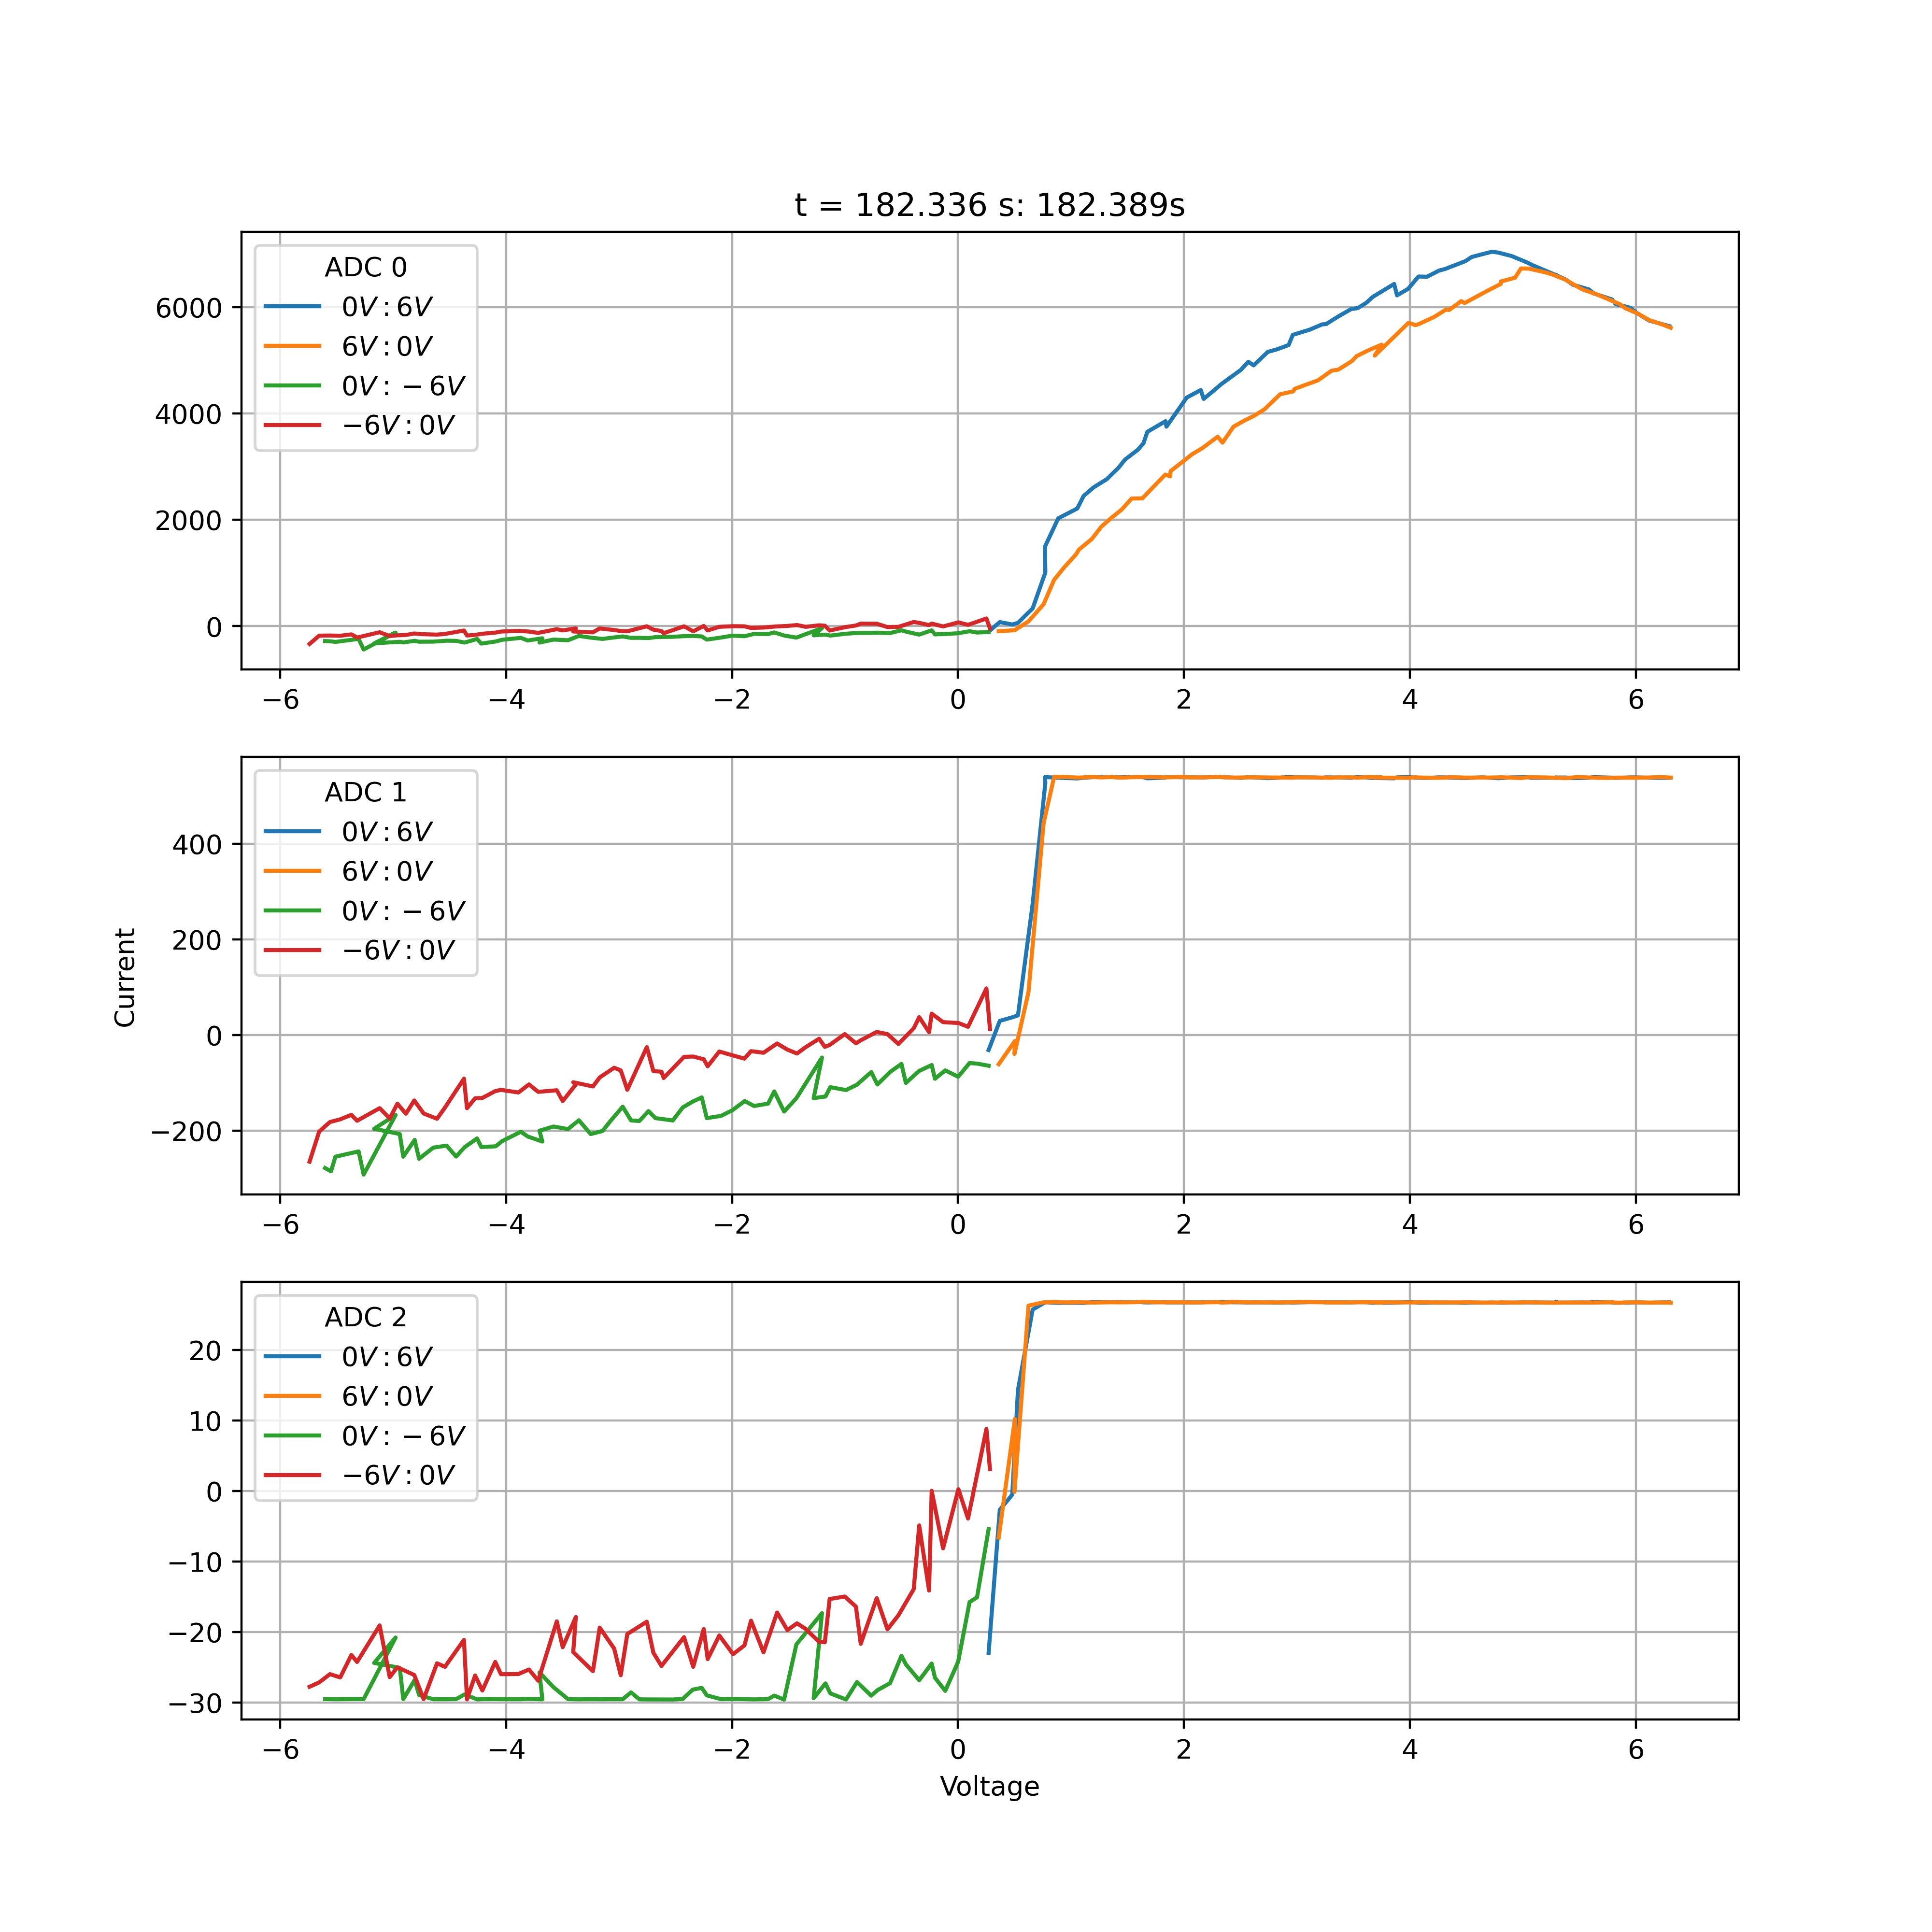 t = 182.336 s: 182.389s
ADC 0
0V : 6V
6V : 0V
0V : −6V
−6V : 0V
6000
4000
2000
0
−6 −4 −2 0 2 4 6
ADC 1
0V : 6V
6V : 0V
0V : −6V
−6V : 0V
400
200
0
−200
Current
−6 −4 −2 0 2 4 6
ADC 2
0V : 6V
6V : 0V
0V : −6V
−6V : 0V
20
10
0
−10
−20
−30
−6 −4 −2 0 2 4 6
Voltage